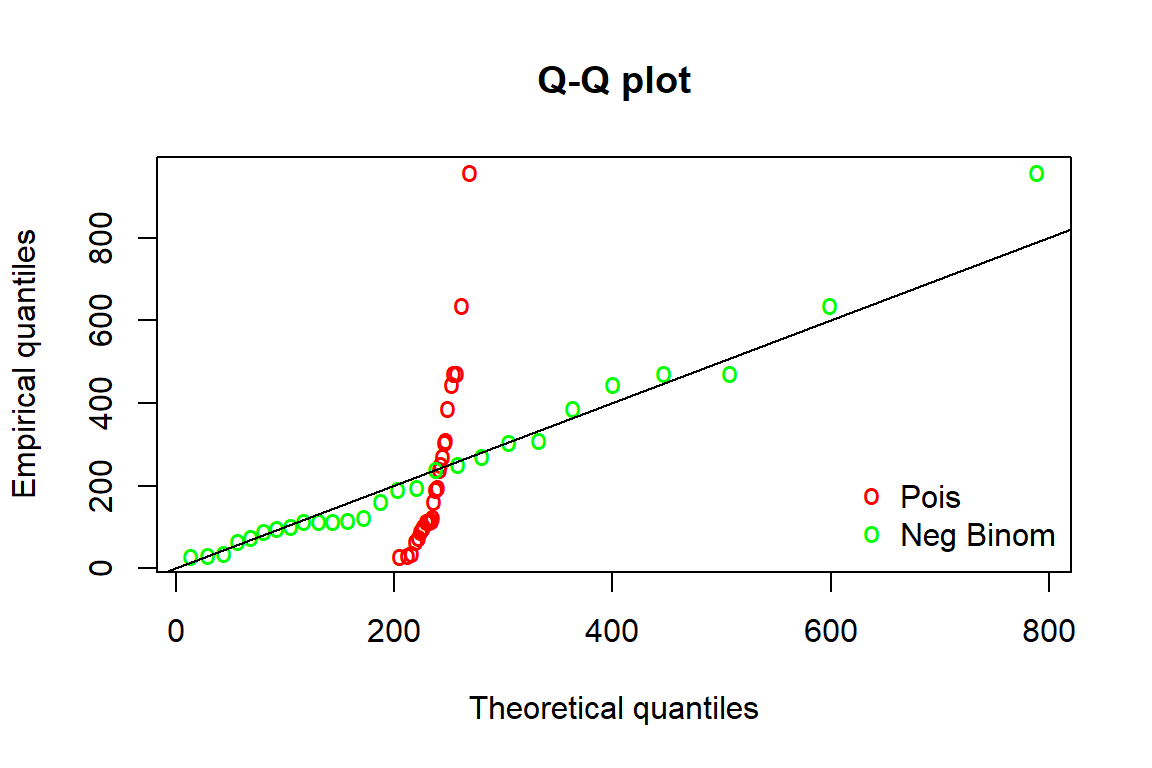 Q-Q plot
Empirical quantiles
800
600
400
200
0
Pois
Neg Binom
0 200 400 600 800
Theoretical quantiles